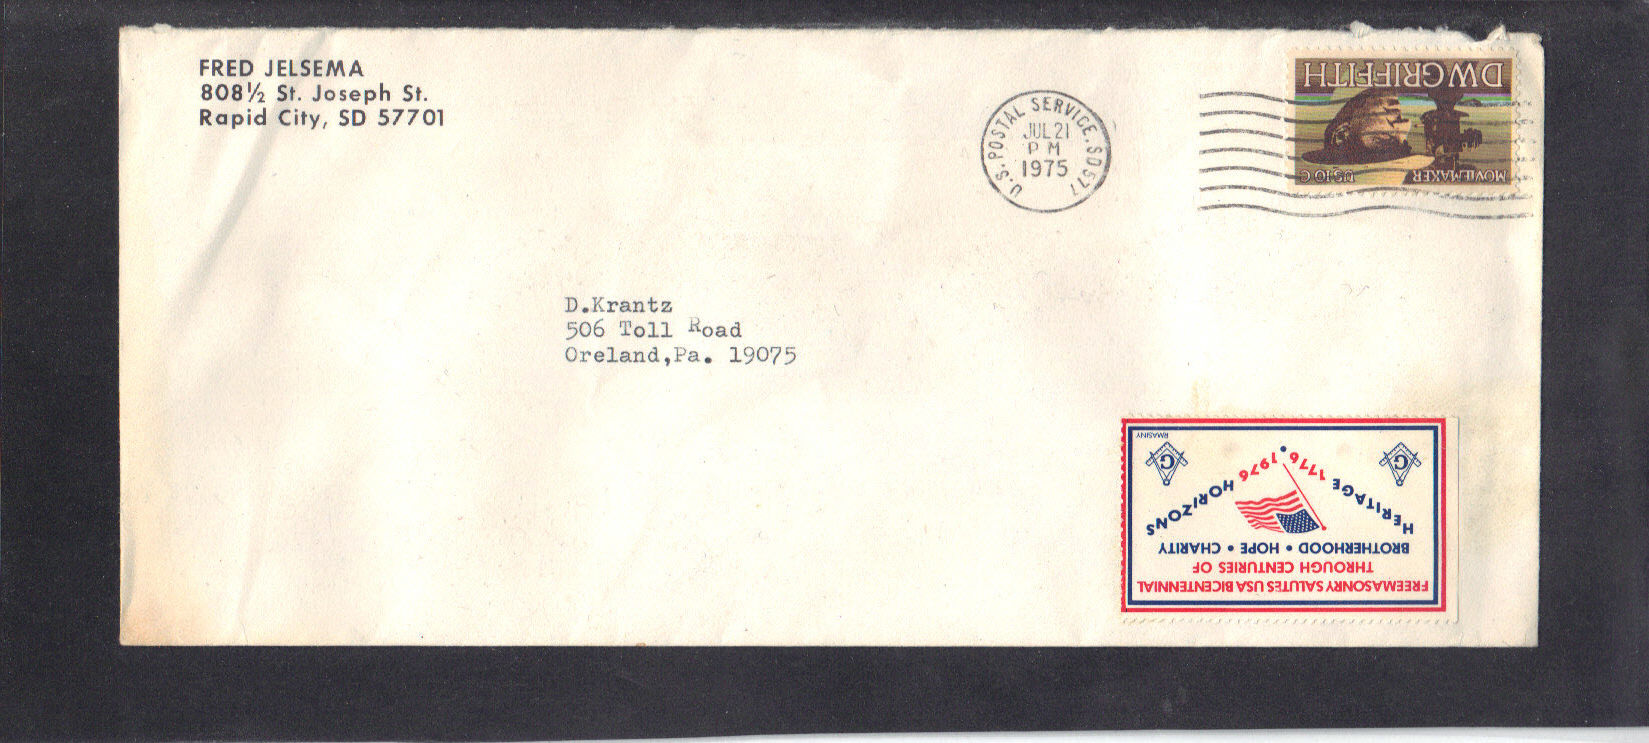 FRED JELSEMA
808½ St. Joseph St.
Rapid City, SD 57701
U.S. POSTAL SERVICE. SD 577
JUL 21
PM
1975
D.W. GRIFFITH
MOVIEMAKER US 10 C
D.Krantz
506 Toll Road
Oreland,Pa. 19075
FREEMASONRY SALUTES USA BICENTENNIAL
THROUGH CENTURIES OF
BROTHERHOOD • HOPE • CHARITY
HERITAGE 1776 • 1976 HORIZONS
G G
RMASINY